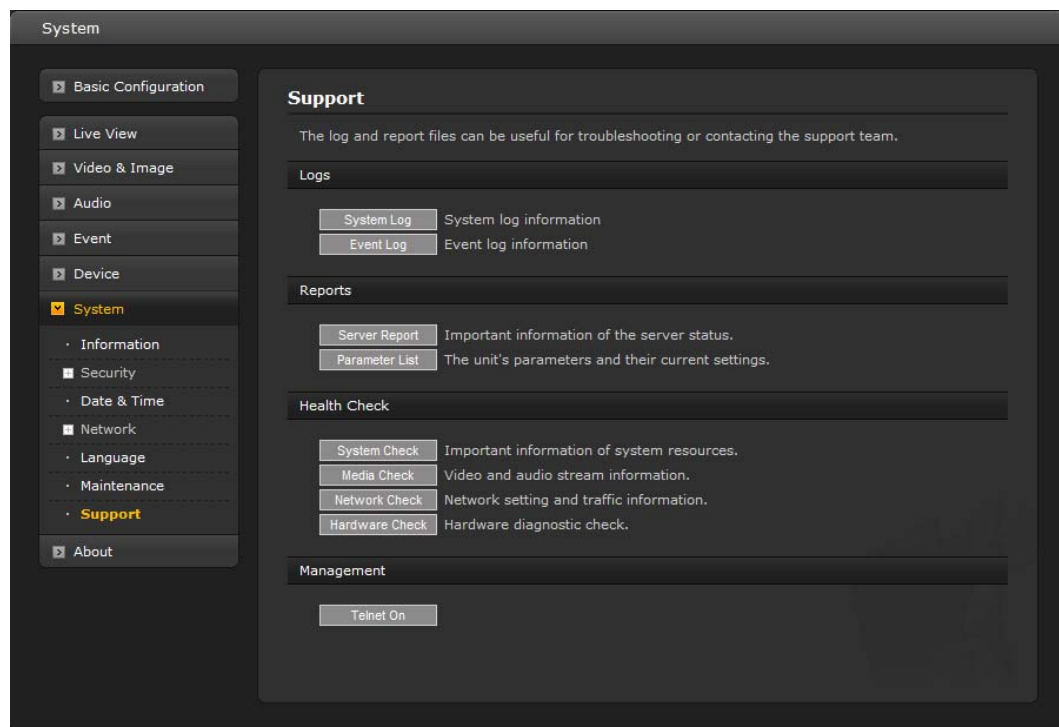 System
Basic Configuration
Live View
Video & Image
Audio
Event
Device
System
Information
Security
Date & Time
Network
Language
Maintenance
Support
About
Support
The log and report files can be useful for troubleshooting or contacting the support team.
Logs
System Log System log information
Event Log Event log information
Reports
Server Report Important information of the server status.
Parameter List The unit's parameters and their current settings.
Health Check
System Check Important information of system resources.
Media Check Video and audio stream information.
Network Check Network setting and traffic information.
Hardware Check Hardware diagnostic check.
Management
Telnet On